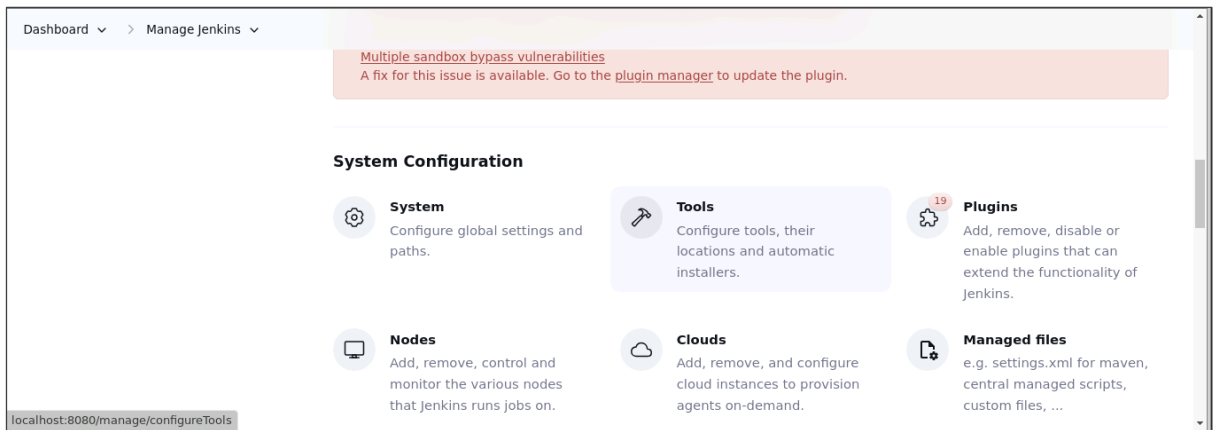 Dashboard Manage Jenkins
Multiple sandbox bypass vulnerabilities
A fix for this issue is available. Go to the plugin manager to update the plugin.
System Configuration
System
Configure global settings and
paths.
Tools
Configure tools, their
locations and automatic
installers.
19
Plugins
Add, remove, disable or
enable plugins that can
extend the functionality of
Jenkins.
Nodes
Add, remove, control and
monitor the various nodes
that Jenkins runs jobs on.
Clouds
Add, remove, and configure
cloud instances to provision
agents on-demand.
Managed files
e.g. settings.xml for maven,
central managed scripts,
custom files, ...
localhost:8080/manage/configureTools